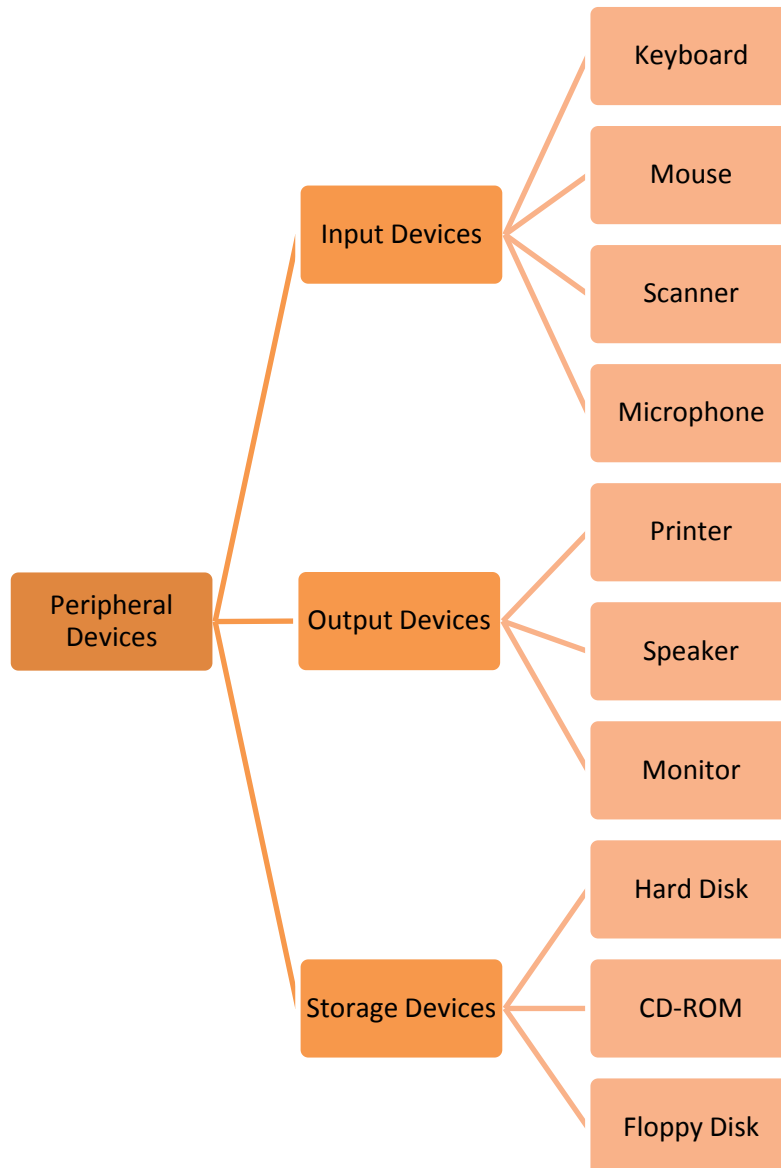 Keyboard
Mouse
Input Devices
Scanner
Microphone
Printer
Peripheral
Devices
Output Devices
Speaker
Monitor
Hard Disk
Storage Devices
CD-ROM
Floppy Disk